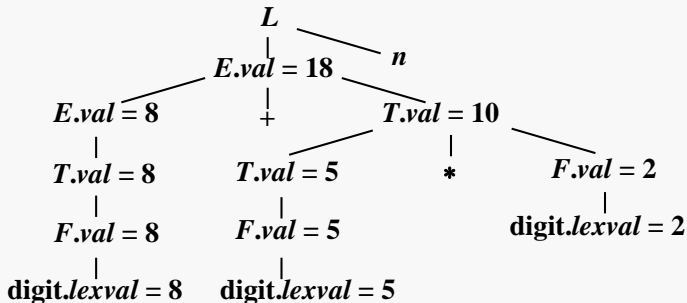 L
E.val = 18 n
E.val = 8 + T.val = 10
T.val = 8 T.val = 5 * F.val = 2
F.val = 8 F.val = 5 digit.lexval = 2
digit.lexval = 8 digit.lexval = 5